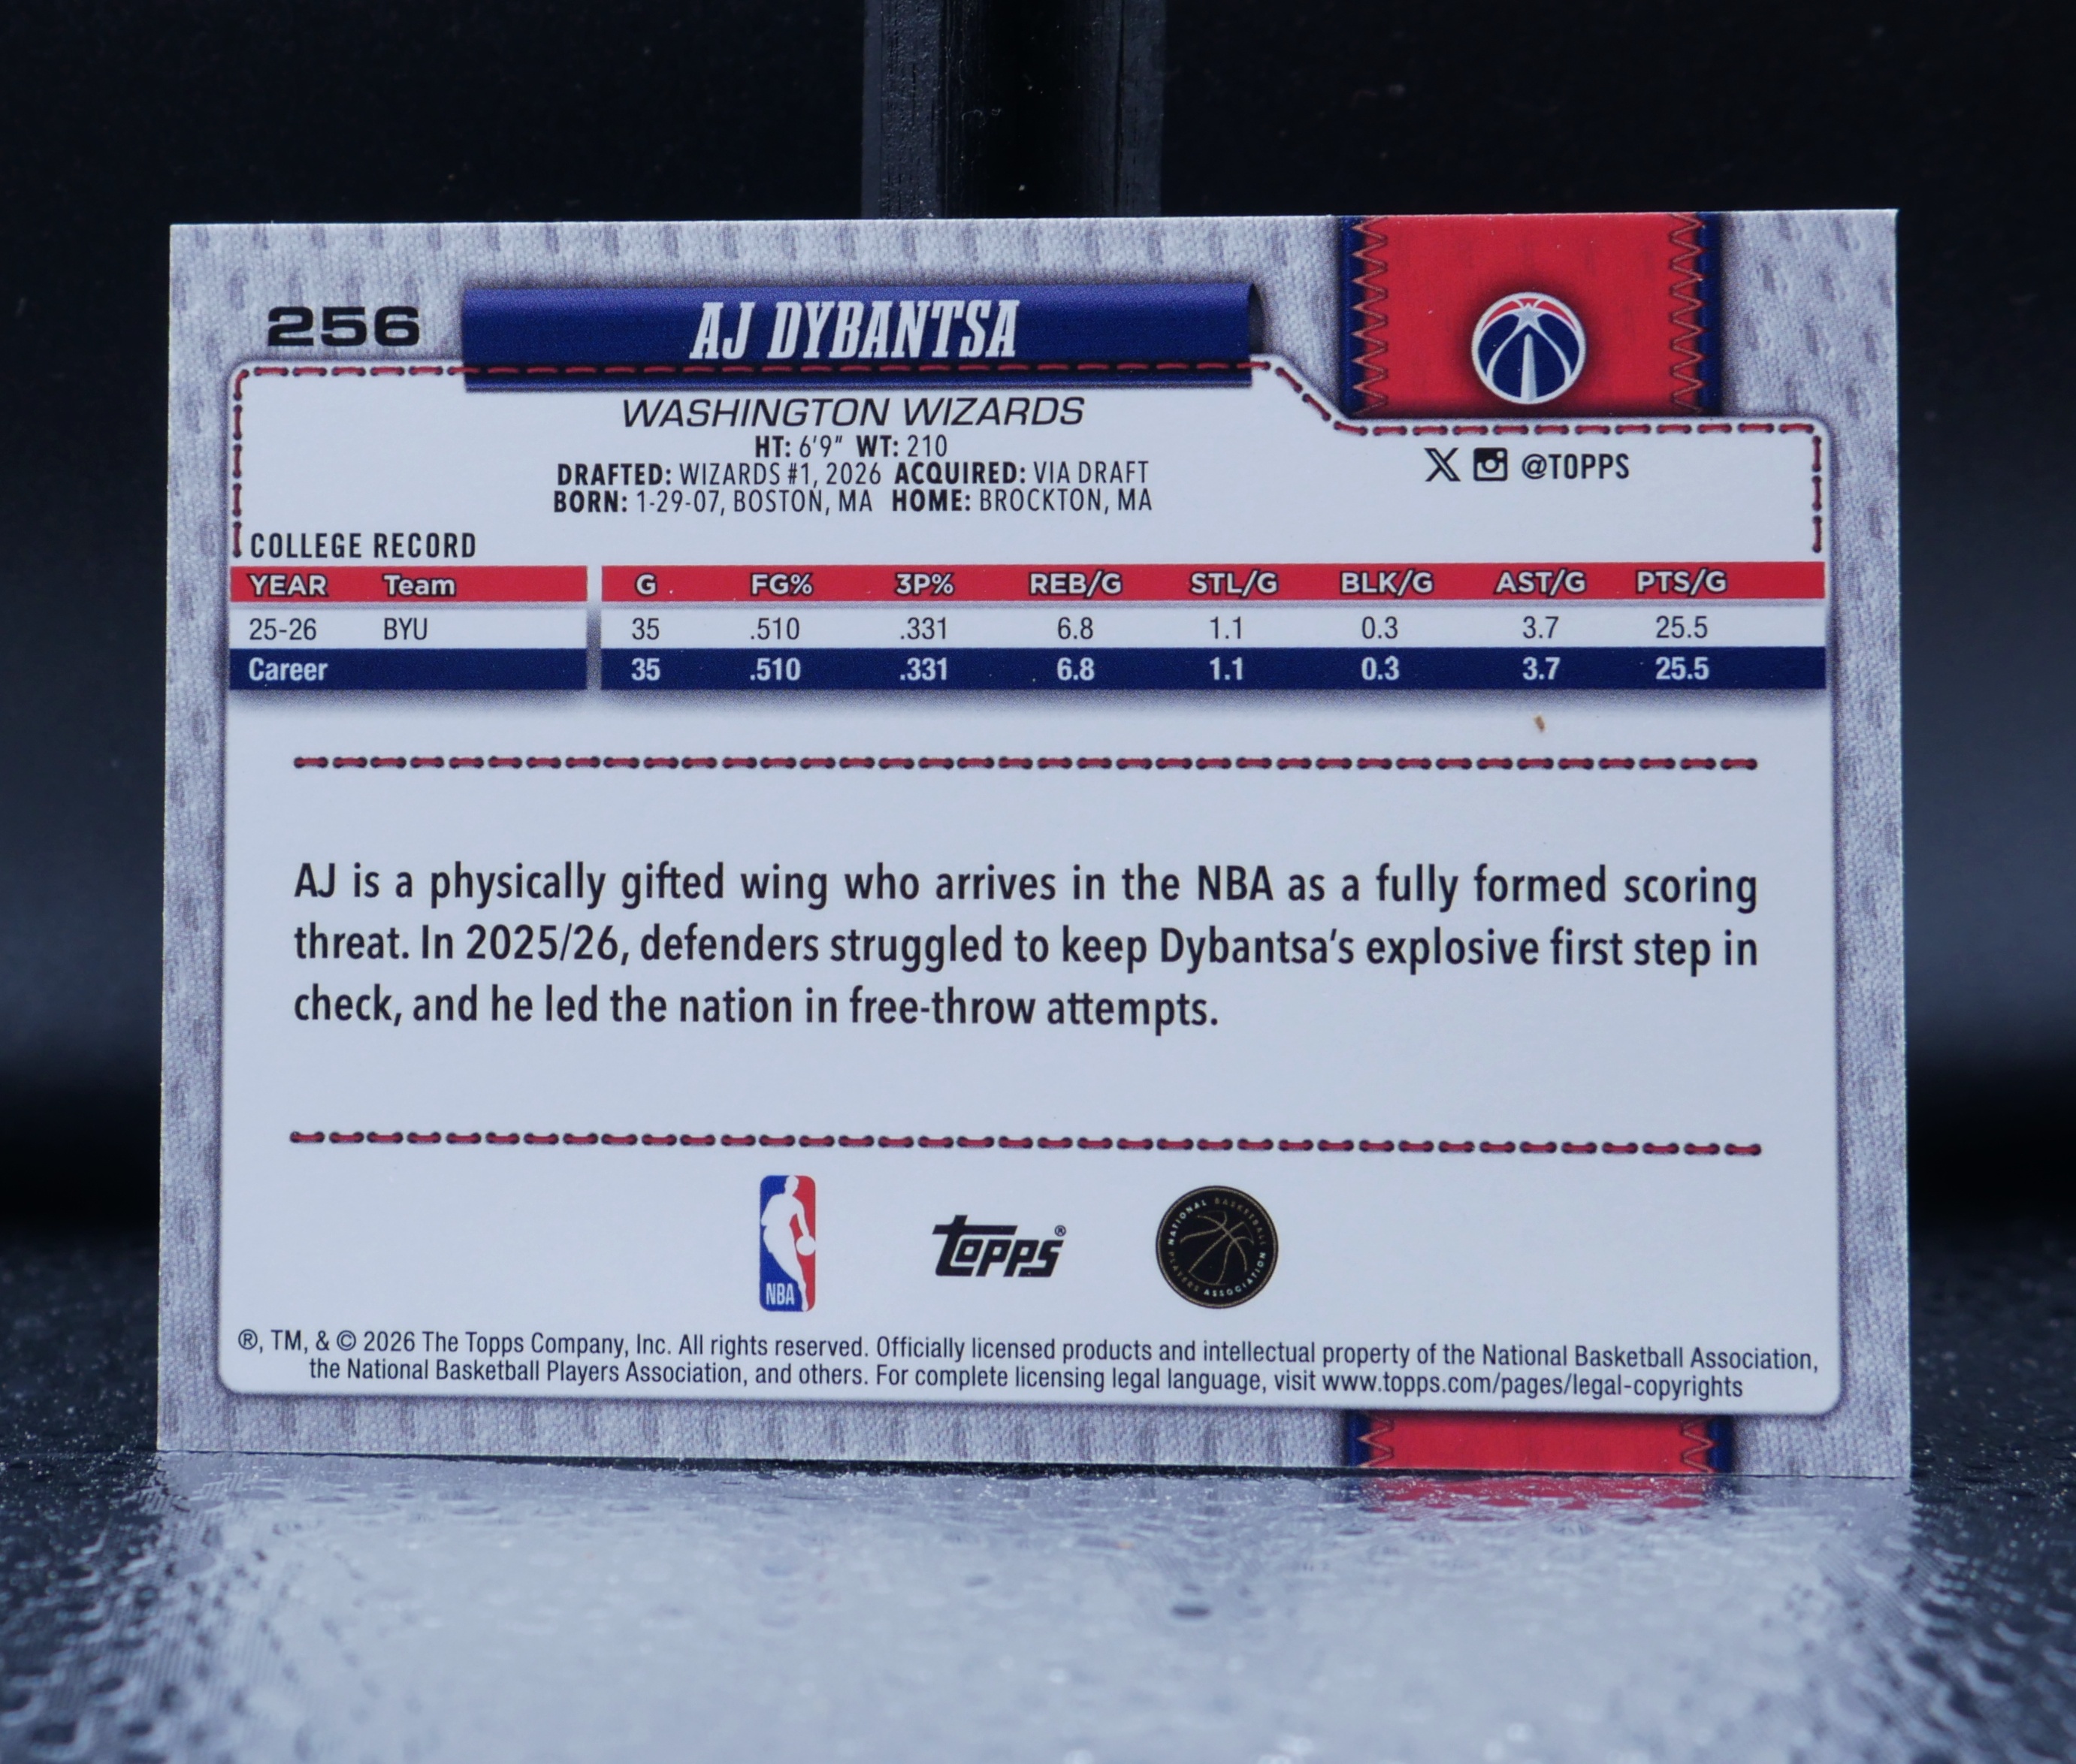 256
AJ DYBANTSA
WASHINGTON WIZARDS
HT: 6'9" WT: 210
DRAFTED: WIZARDS #1, 2026 ACQUIRED: VIA DRAFT
BORN: 1-29-07, BOSTON, MA HOME: BROCKTON, MA
@TOPPS
COLLEGE RECORD
YEAR Team G FG% 3P% REB/G STL/G BLK/G AST/G PTS/G
25-26 BYU 35 .510 .331 6.8 1.1 0.3 3.7 25.5
Career 35 .510 .331 6.8 1.1 0.3 3.7 25.5
AJ is a physically gifted wing who arrives in the NBA as a fully formed scoring
threat. In 2025/26, defenders struggled to keep Dybantsa's explosive first step in
check, and he led the nation in free-throw attempts.
NBA
topps®
NATIONAL BASKETBALL PLAYERS ASSOCIATION
®, TM, & © 2026 The Topps Company, Inc. All rights reserved. Officially licensed products and intellectual property of the National Basketball Association,
the National Basketball Players Association, and others. For complete licensing legal language, visit www.topps.com/pages/legal-copyrights